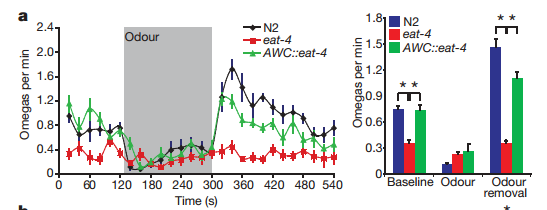 a
Omegas per min
2.4
2.0
1.6
1.2
0.8
0.4
0
Odour
N2
eat-4
AWC::eat-4
0 60 120 180 240 300 360 420 480 540
Time (s)
Omegas per min
1.8
1.5
1.2
0.9
0.6
0.3
0
N2
eat-4
AWC::eat-4
* *
* *
Baseline Odour Odour
removal
*